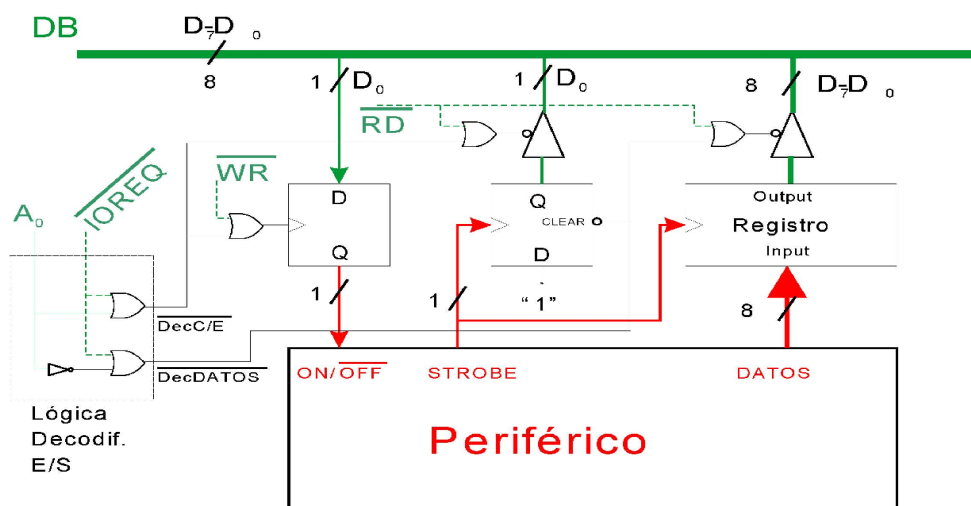 DB
D7-D0
8
1
D0
1
D0
8
D7-D0
RD
WR
IOREQ
A0
D
Q
Q
CLEAR
D
"1"
Output
Registro
Input
1
1
8
DecC/E
DecDATOS
ON/OFF
STROBE
DATOS
Lógica
Decodif.
E/S
Periférico